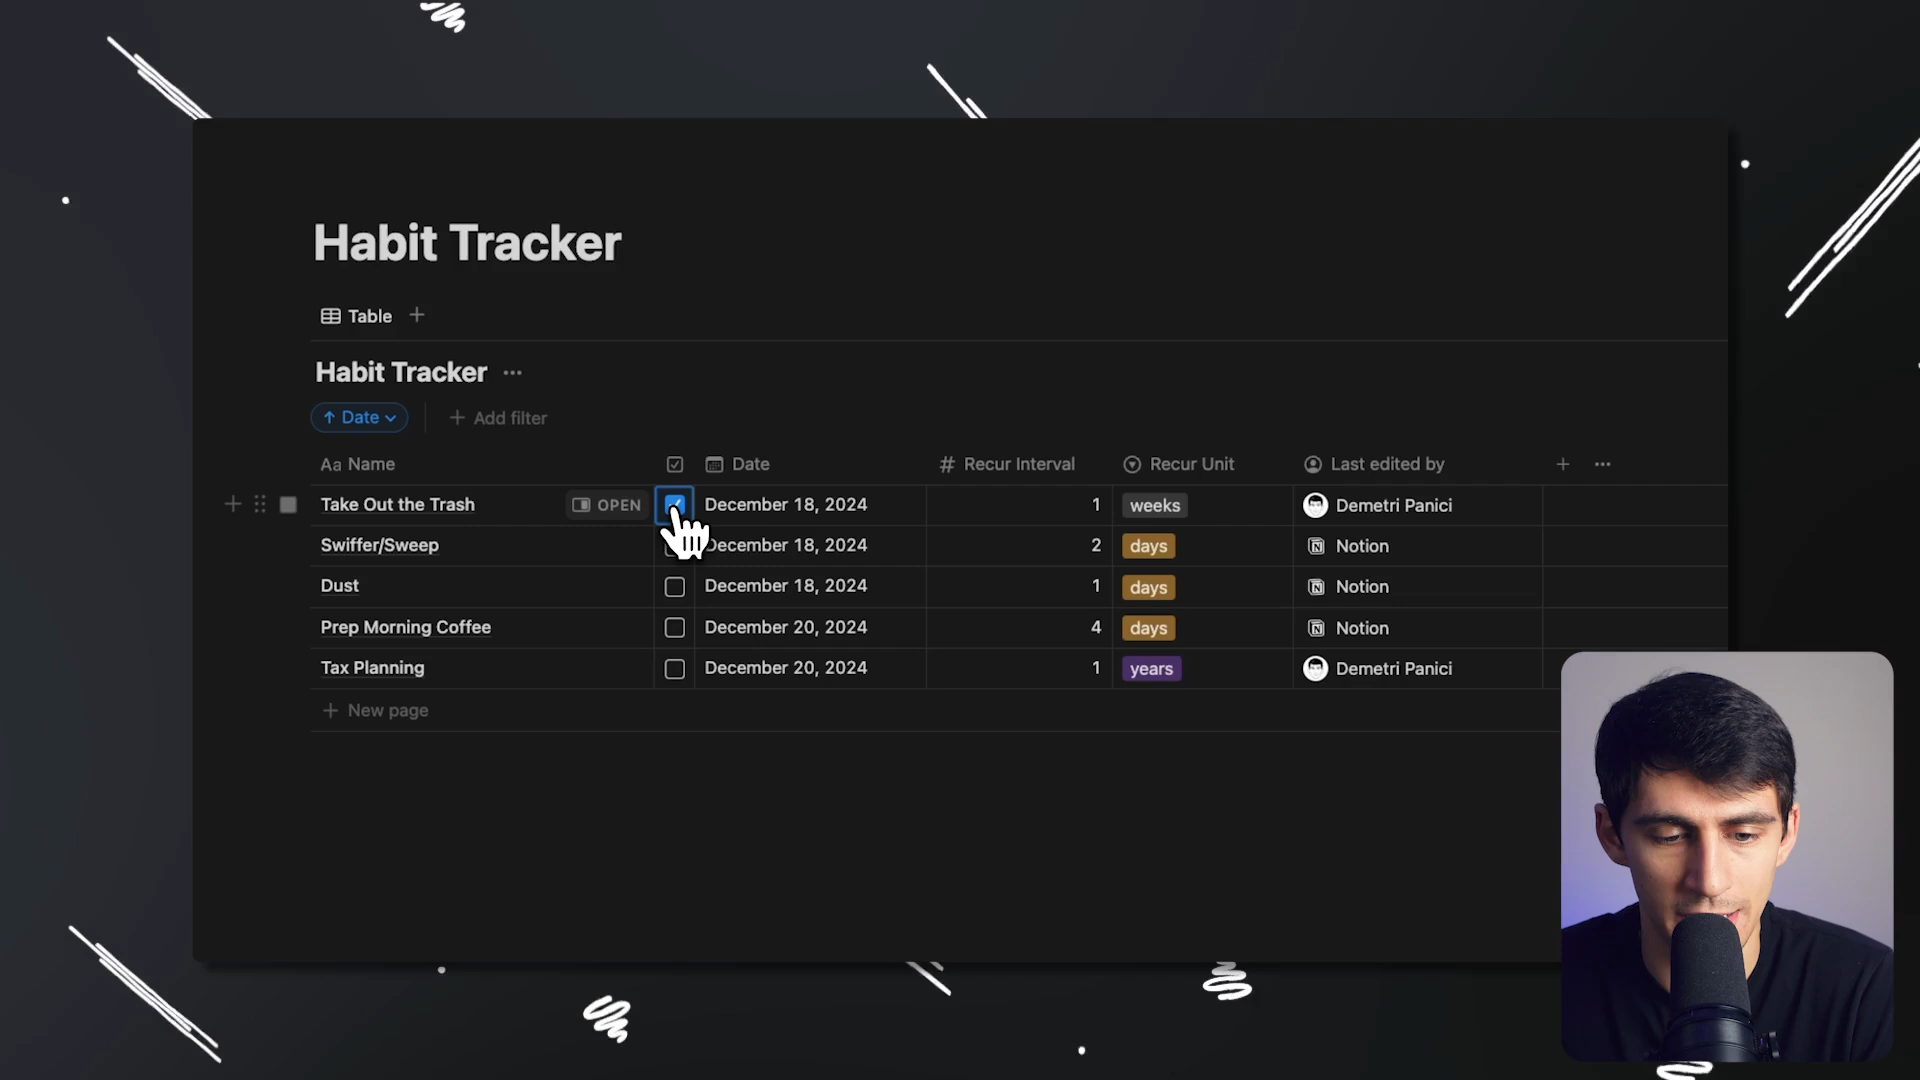 Habit Tracker
Table
Habit Tracker
Date Add filter
Aa Name Date # Recur Interval Recur Unit Last edited by
Take Out the Trash OPEN December 18, 2024 1 weeks Demetri Panici
Swiffer/Sweep December 18, 2024 2 days Notion
Dust December 18, 2024 1 days Notion
Prep Morning Coffee December 20, 2024 4 days Notion
Tax Planning December 20, 2024 1 years Demetri Panici
New page